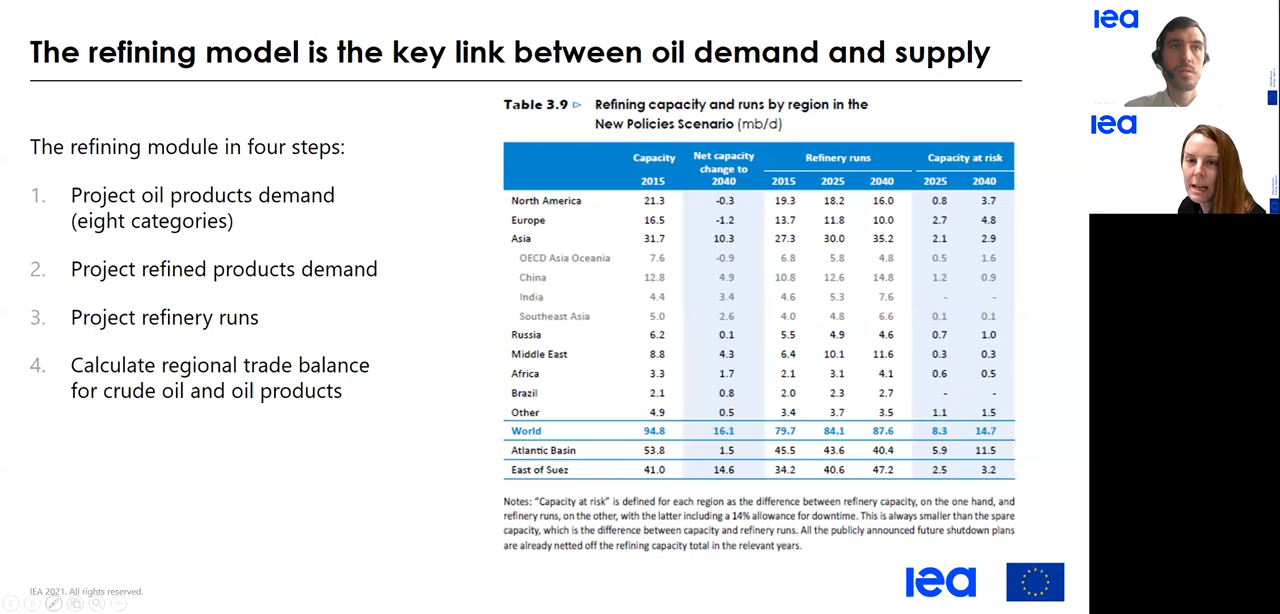 The refining model is the key link between oil demand and supply
The refining module in four steps:
1. Project oil products demand
(eight categories)
2. Project refined products demand
3. Project refinery runs
4. Calculate regional trade balance
for crude oil and oil products
Table 3.9 ▷ Refining capacity and runs by region in the
New Policies Scenario (mb/d)
Capacity Net capacity change to Refinery runs Capacity at risk
2015 2040 2015 2025 2040 2025 2040
North America 21.3 -0.3 19.3 18.2 16.0 0.8 3.7
Europe 16.5 -1.2 13.7 11.8 10.0 2.7 4.8
Asia 31.7 10.3 27.3 30.0 35.2 2.1 2.9
OECD Asia Oceania 7.6 -0.9 6.8 5.8 4.8 0.5 1.6
China 12.8 4.9 10.8 12.6 14.8 1.2 0.9
India 4.4 3.4 4.6 5.3 7.6 - -
Southeast Asia 5.0 2.6 4.0 4.8 6.6 0.1 0.1
Russia 6.2 0.1 5.5 4.9 4.6 0.7 1.0
Middle East 8.8 4.3 6.4 10.1 11.6 0.3 0.3
Africa 3.3 1.7 2.1 3.1 4.1 0.6 0.5
Brazil 2.1 0.8 2.0 2.3 2.7 - -
Other 4.9 0.5 3.4 3.7 3.5 1.1 1.5
World 94.8 16.1 79.7 84.1 87.6 8.3 14.7
Atlantic Basin 53.8 1.5 45.5 43.6 40.4 5.9 11.5
East of Suez 41.0 14.6 34.2 40.6 47.2 2.5 3.2
Notes: “Capacity at risk” is defined for each region as the difference between refinery capacity, on the one hand, and
refinery runs, on the other, with the latter including a 14% allowance for downtime. This is always smaller than the spare
capacity, which is the difference between capacity and refinery runs. All the publicly announced future shutdown plans
are already netted off the refining capacity total in the relevant years.
IEA 2021. All rights reserved.
iea
iea
iea